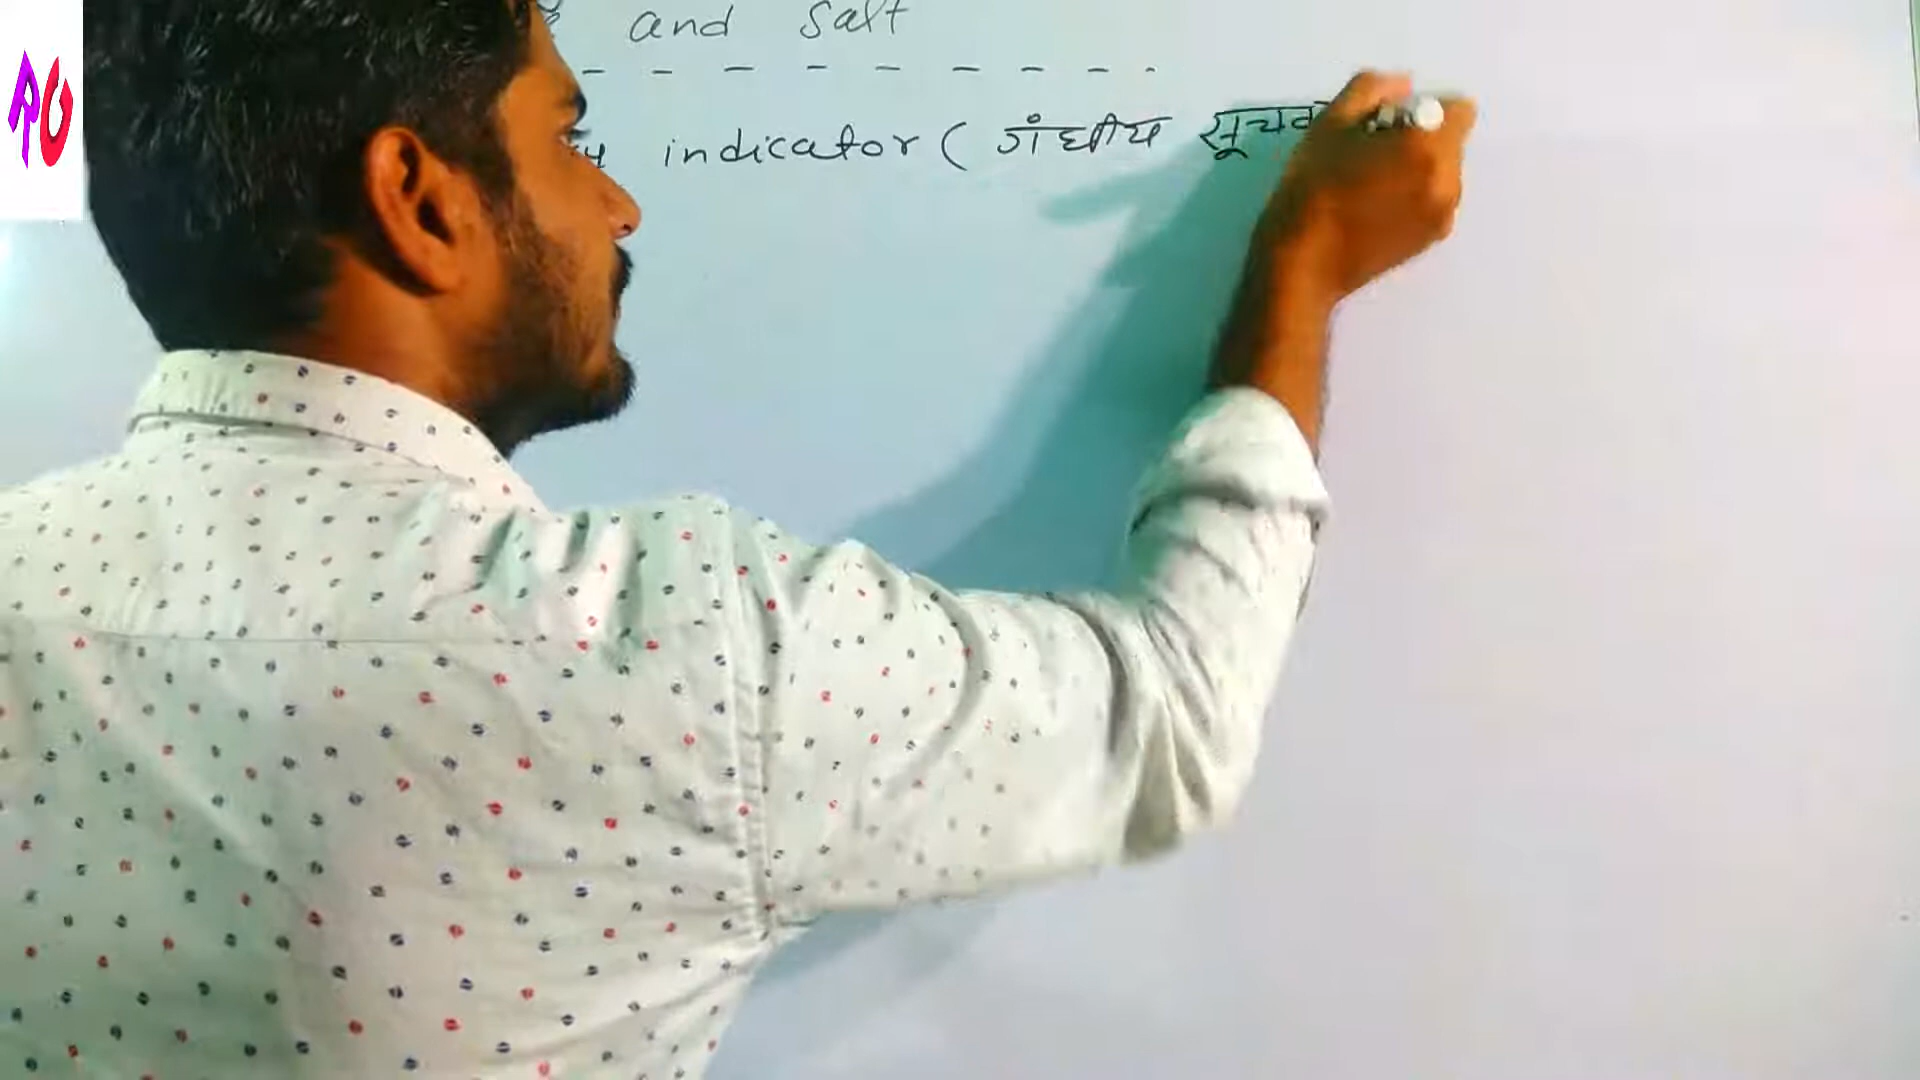 and Salt
indicator ( गंधीय सूचक